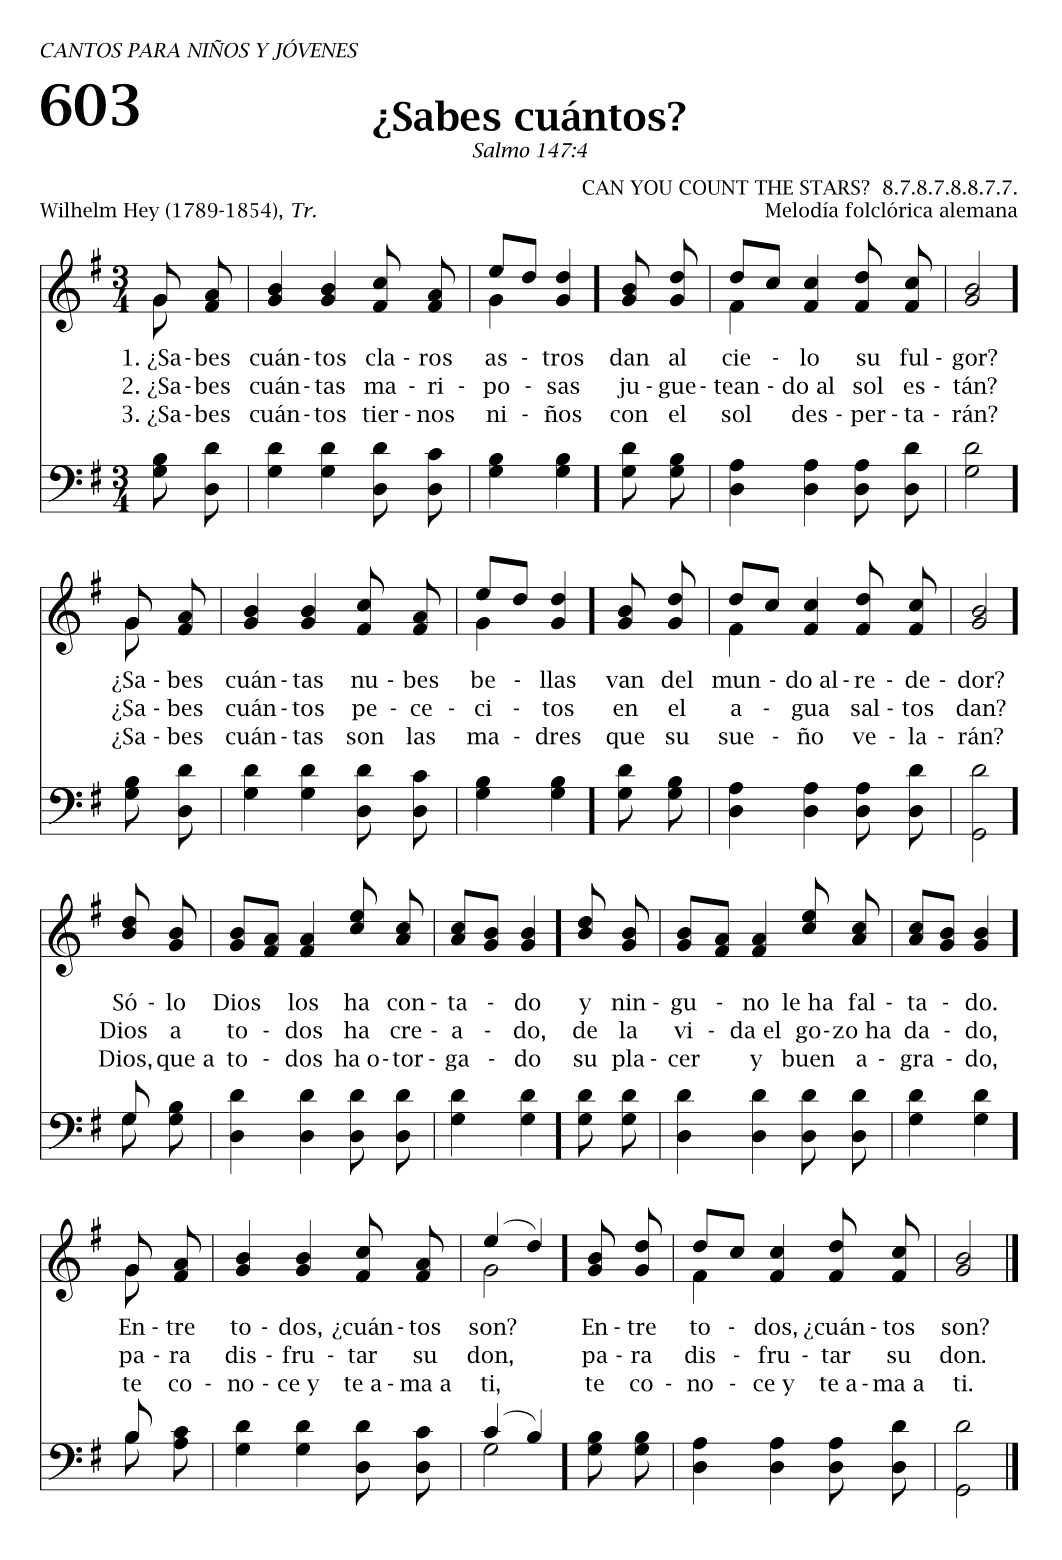 CANTOS PARA NIÑOS Y JÓVENES
603
¿Sabes cuántos?
Salmo 147:4
CAN YOU COUNT THE STARS? 8.7.8.7.8.8.7.7.
Wilhelm Hey (1789-1854), Tr.
Melodía folclórica alemana
3 4
1. ¿Sa - bes cuán - tos cla - ros as - tros dan al cie - lo su ful - gor?
2. ¿Sa - bes cuán - tas ma - ri - po - sas ju - gue - tean - do al sol es - tán?
3. ¿Sa - bes cuán - tos tier - nos ni - ños con el sol des - per - ta - rán?
3 4
¿Sa - bes cuán - tas nu - bes be - llas van del mun - do al - re - de - dor?
¿Sa - bes cuán - tos pe - ce - ci - tos en el a - gua sal - tos dan?
¿Sa - bes cuán - tas son las ma - dres que su sue - ño ve - la - rán?
Só - lo Dios los ha con - ta - do y nin - gu - no le ha fal - ta - do.
Dios a to - dos ha cre - a - do, de la vi - da el go - zo ha da - do,
Dios, que a to - dos ha o - tor - ga - do su pla - cer y buen a - gra - do,
En - tre to - dos, ¿cuán - tos son? En - tre to - dos, ¿cuán - tos son?
pa - ra dis - fru - tar su don, pa - ra dis - fru - tar su don.
te co - no - ce y te a - ma a ti, te co - no - ce y te a - ma a ti.